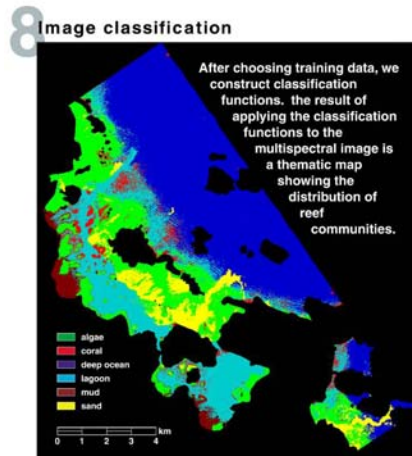 8
Image classification
After choosing training data, we
construct classification
functions. the result of
applying the classification
functions to the
multispectral image is
a thematic map
showing the
distribution of
reef
communities.
algae
coral
deep ocean
lagoon
mud
sand
0 1 2 3 4 km